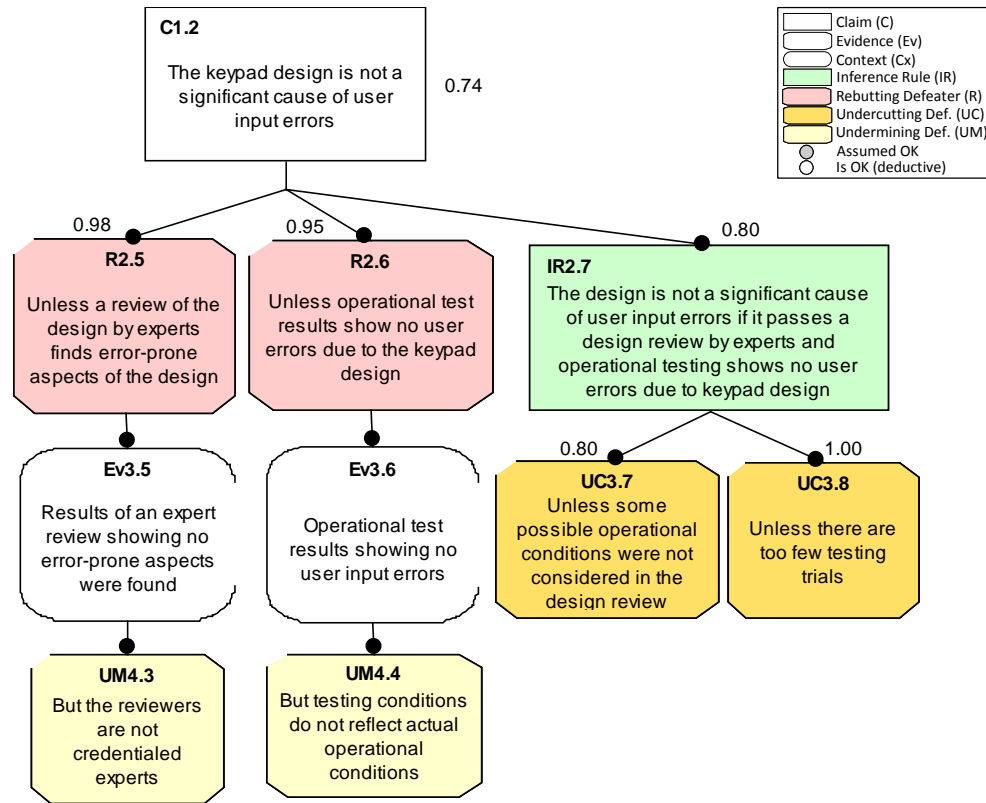 C1.2
The keypad design is not a
significant cause of user
input errors
0.74
Claim (C)
Evidence (Ev)
Context (Cx)
Inference Rule (IR)
Rebutting Defeater (R)
Undercutting Def. (UC)
Undermining Def. (UM)
Assumed OK
Is OK (deductive)
0.98
0.95
0.80
R2.5
Unless a review of the
design by experts
finds error-prone
aspects of the design
R2.6
Unless operational test
results show no user
errors due to the keypad
design
IR2.7
The design is not a significant cause
of user input errors if it passes a
design review by experts and
operational testing shows no user
errors due to keypad design
Ev3.5
Results of an expert
review showing no
error-prone aspects
were found
Ev3.6
Operational test
results showing no
user input errors
0.80
1.00
UC3.7
Unless some
possible operational
conditions were not
considered in the
design review
UC3.8
Unless there are
too few testing
trials
UM4.3
But the reviewers
are not
credentialed
experts
UM4.4
But testing conditions
do not reflect actual
operational
conditions